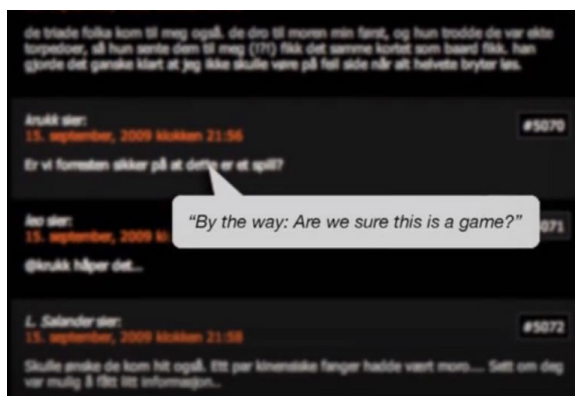 de triade folka kom til meg også. de dro til moren min først, og hun trodde de var ekte
torpedoer, så hun sente dem til meg (!?!) fikk det samme kortet som baard fikk. han
gjorde det ganske klart at jeg ikke skulle være på feil side når alt helvete bryter løs.
krukk sier:
15. september, 2009 klokken 21:56
#5070
Er vi forresten sikker på at dette er et spill?
“By the way: Are we sure this is a game?”
leo sier:
15. september, 2009 kl
071
@krukk håper det...
L. Salander sier:
15. september, 2009 klokken 21:58
#5072
Skulle ønske de kom hit også. Ett par kinensiske fanger hadde vært moro.... Sett om deg
var mulig å fått litt informasjon..